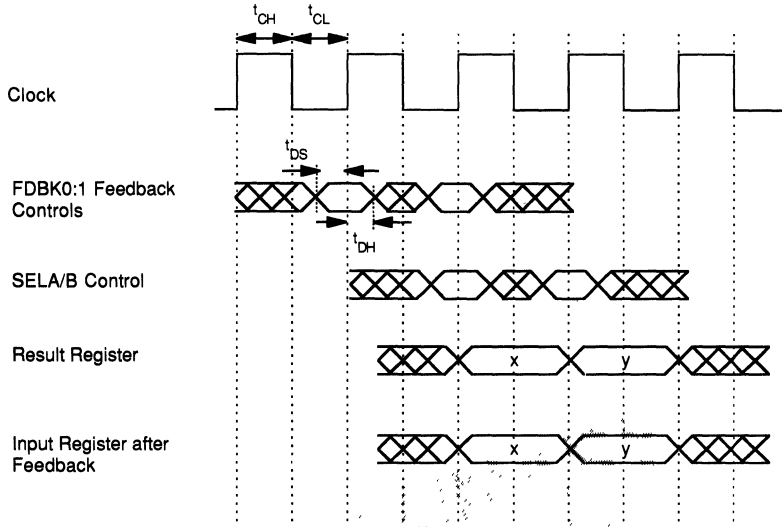 tCH tCL
Clock
tDS
FDBK0:1 Feedback
Controls
tDH
SELA/B Control
Result Register
x y
Input Register after
Feedback
x y